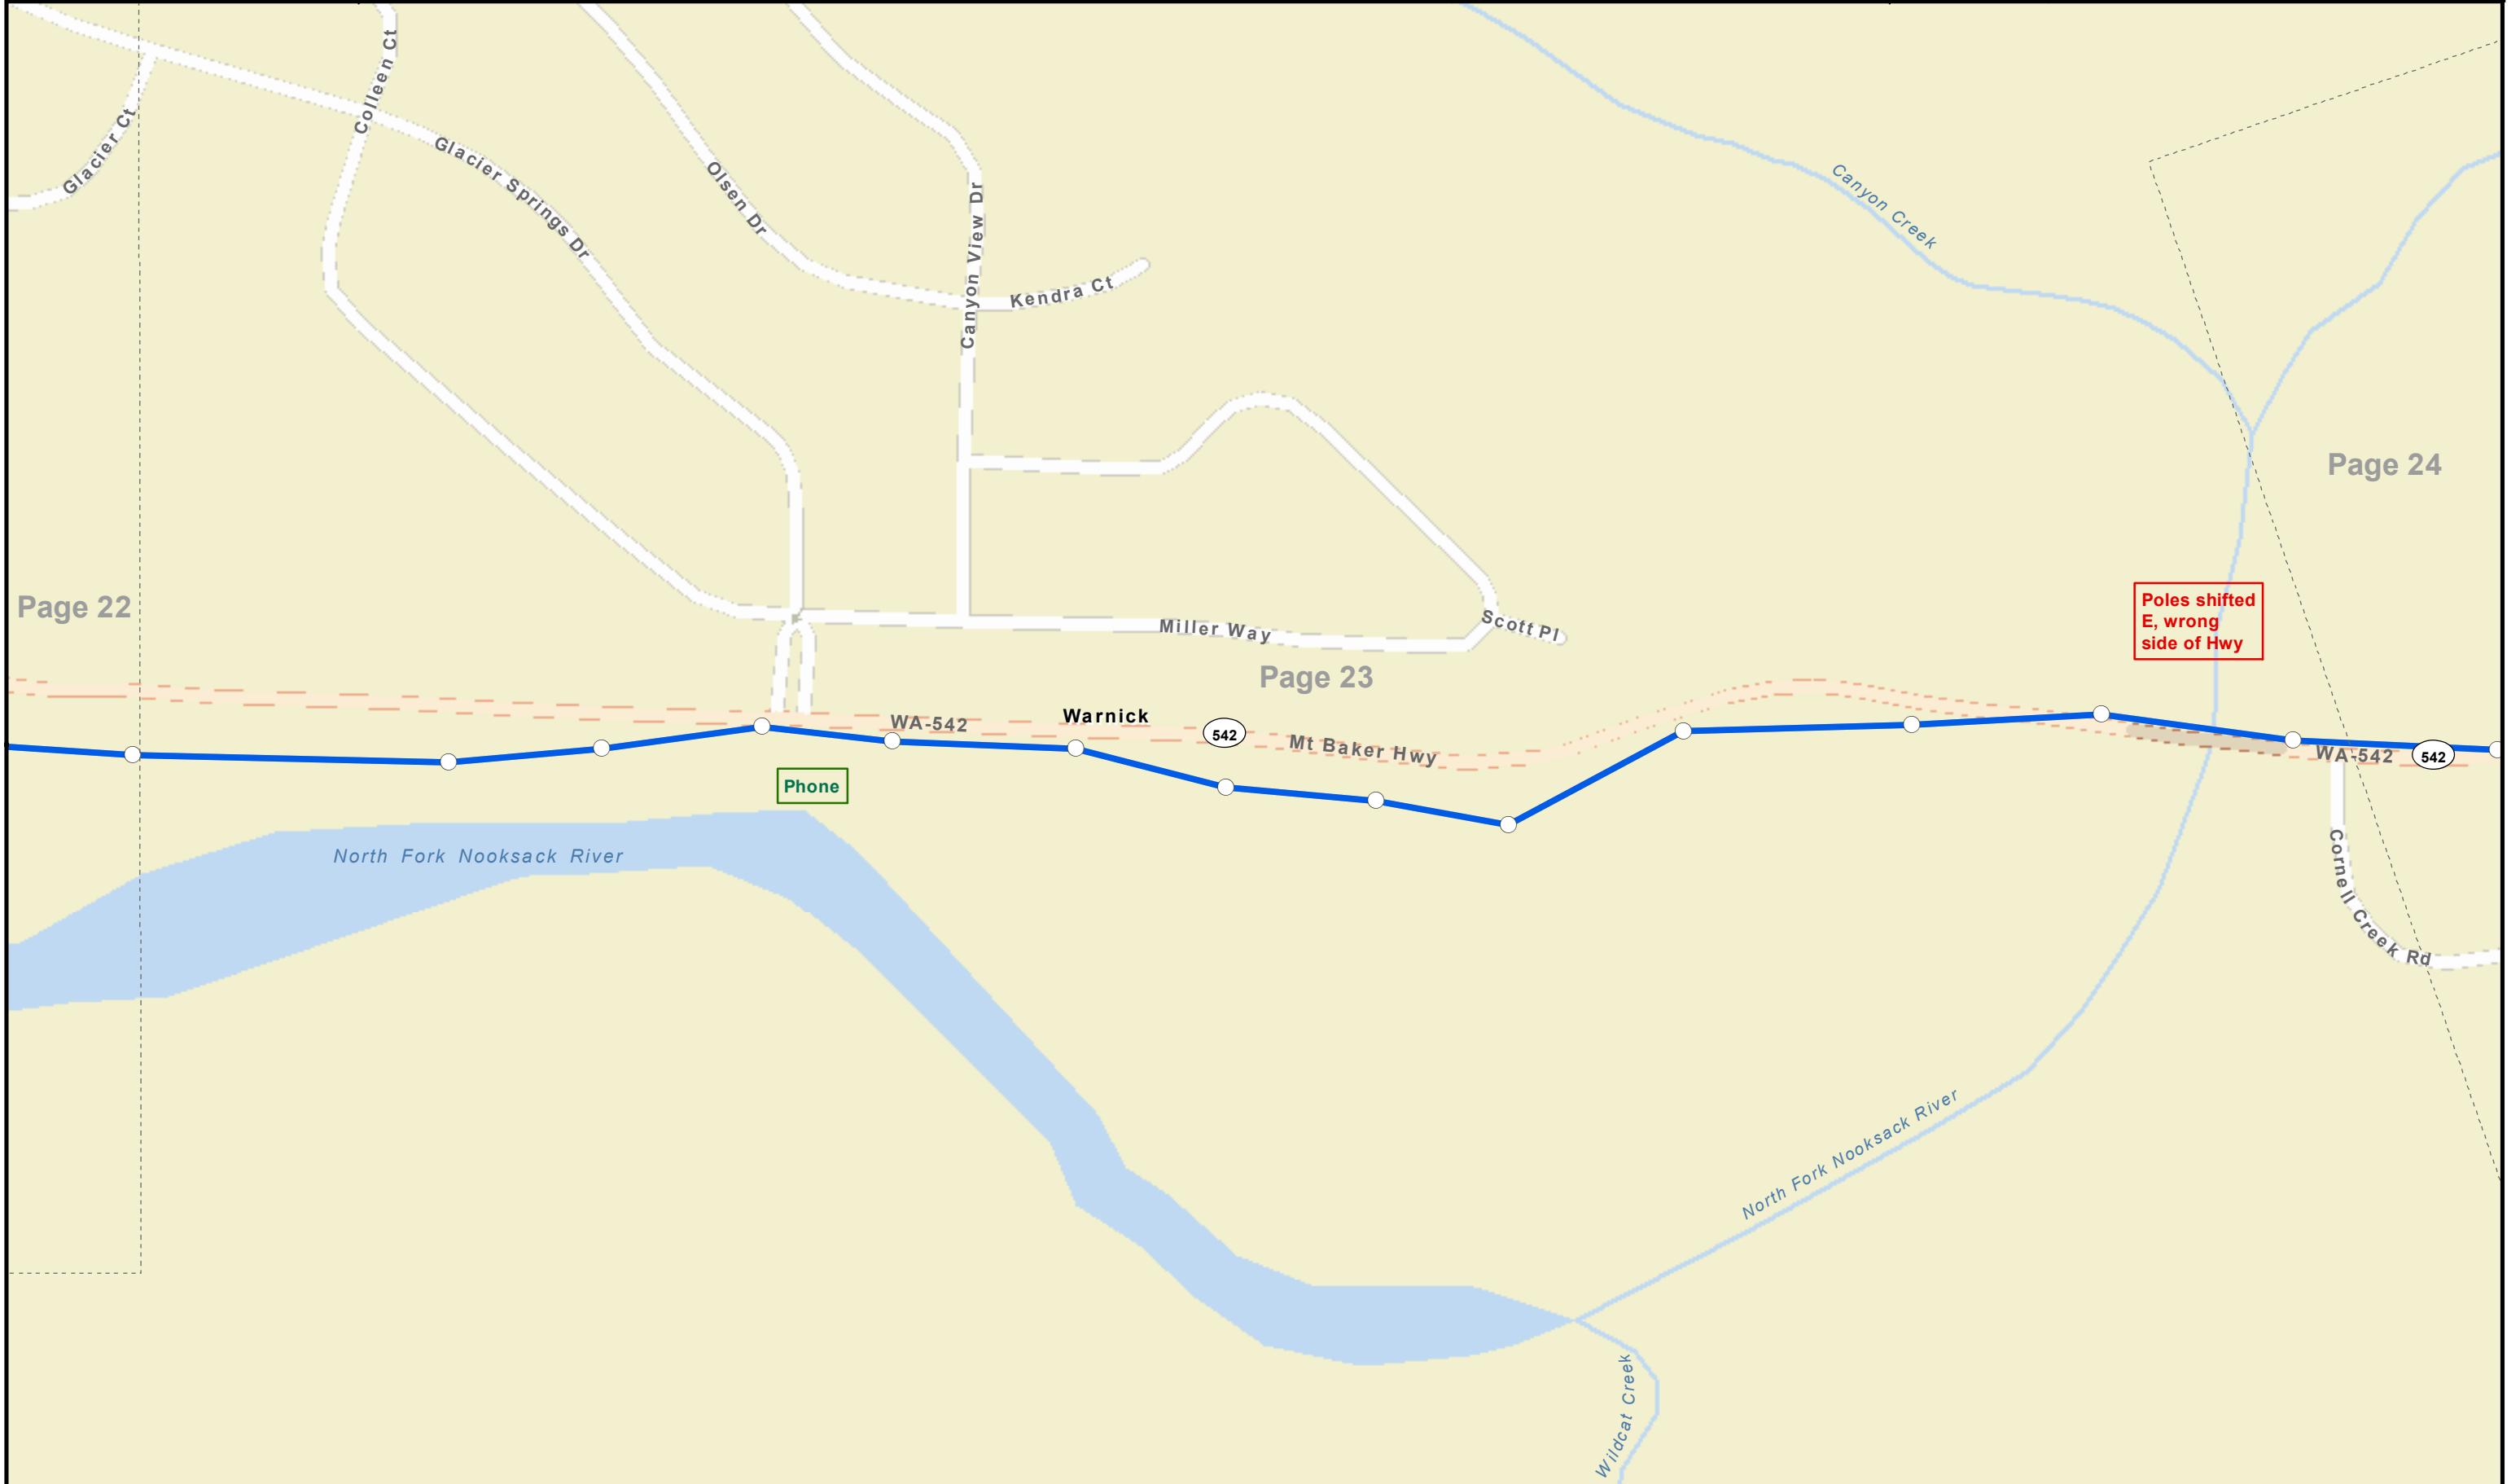 Colleen Ct
Glacier Ct
Glacier Springs Dr
Olsen Dr
Canyon View Dr
Kendra Ct
Canyon Creek
Page 24
Page 22
Poles shifted
E, wrong
side of Hwy
Miller Way
Scott Pl
Page 23
WA-542
Warnick
542
Mt Baker Hwy
WA-542
542
Phone
North Fork Nooksack River
Cornell Creek Rd
North Fork Nooksack River
Wildcat Creek